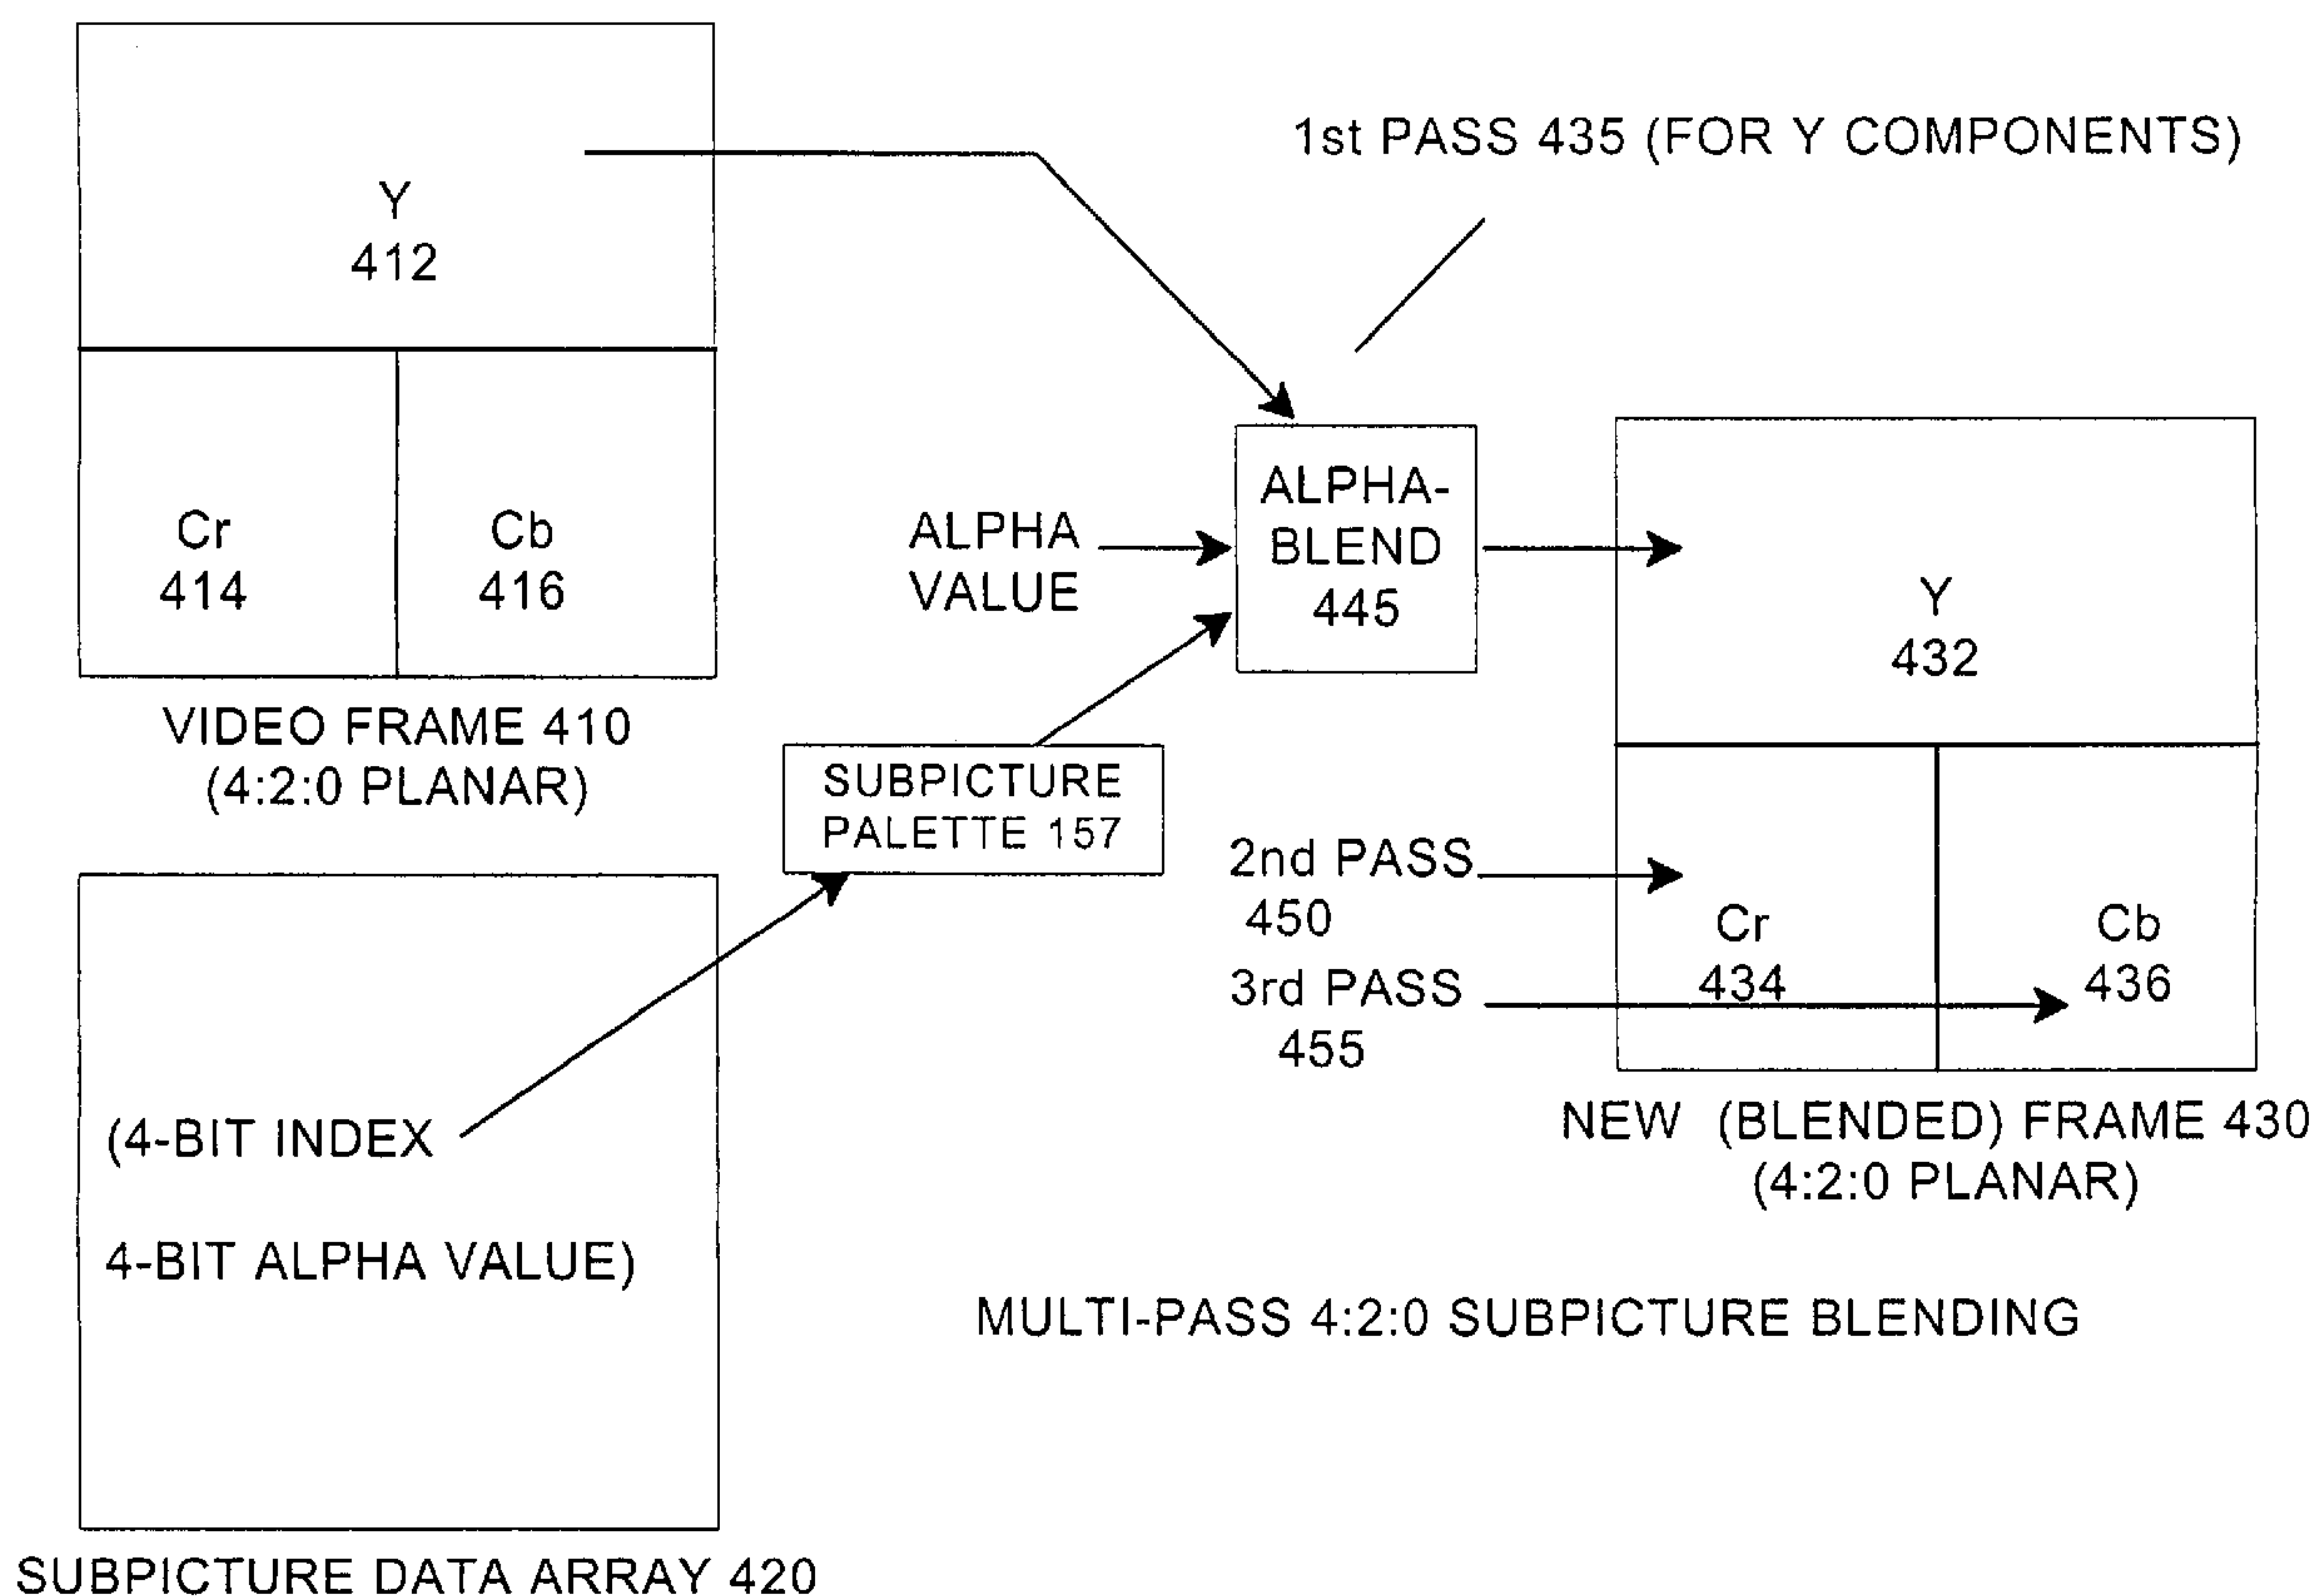 1st PASS 435 (FOR Y COMPONENTS)
Y
412
Cr
414
Cb
416
VIDEO FRAME 410
(4:2:0 PLANAR)
ALPHA
VALUE
ALPHA-
BLEND
445
SUBPICTURE
PALETTE 157
Y
432
2nd PASS
450
3rd PASS
455
Cr
434
Cb
436
NEW (BLENDED) FRAME 430
(4:2:0 PLANAR)
(4-BIT INDEX
4-BIT ALPHA VALUE)
SUBPICTURE DATA ARRAY 420
MULTI-PASS 4:2:0 SUBPICTURE BLENDING